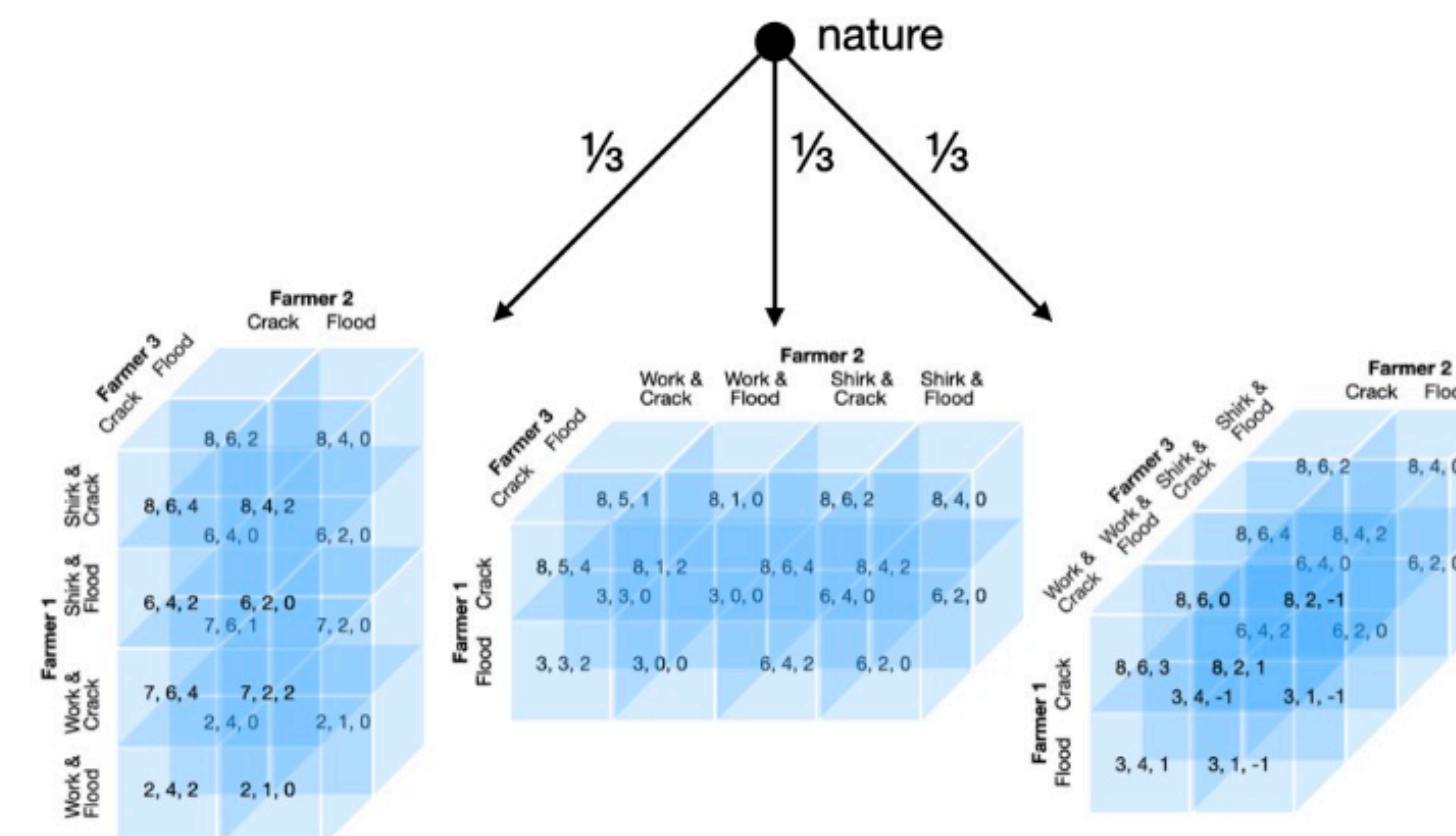 nature
⅓ ⅓ ⅓
Farmer 2
Crack Flood
Farmer 3
Crack Flood
Farmer 1
Shirk & Crack
Shirk & Flood
Work & Crack
Work & Flood
8, 6, 2 8, 4, 0
8, 6, 4 8, 4, 2
6, 4, 0 6, 2, 0
6, 4, 2 6, 2, 0
7, 6, 1 7, 2, 0
7, 6, 4 7, 2, 2
2, 4, 0 2, 1, 0
2, 4, 2 2, 1, 0
Farmer 2
Work & Work & Shirk & Shirk &
Crack Flood Crack Flood
Farmer 3
Crack Flood
Farmer 1
Crack
Flood
8, 5, 1 8, 1, 0 8, 6, 2 8, 4, 0
8, 5, 4 8, 1, 2 8, 6, 4 8, 4, 2
3, 3, 0 3, 0, 0 6, 4, 0 6, 2, 0
3, 3, 2 3, 0, 0 6, 4, 2 6, 2, 0
Farmer 2
Crack
Farmer 3
Work & Crack
Work & Flood
Shirk & Crack
Shirk & Flood
Farmer 1
Crack
Flood
8, 6, 2 8, 4,
8, 6, 4 8, 4, 2
6, 4, 0 6, 2,
8, 6, 0 8, 2, -1
6, 4, 2 6, 2, 0
8, 6, 3 8, 2, 1
3, 4, -1 3, 1, -1
3, 4, 1 3, 1, -1